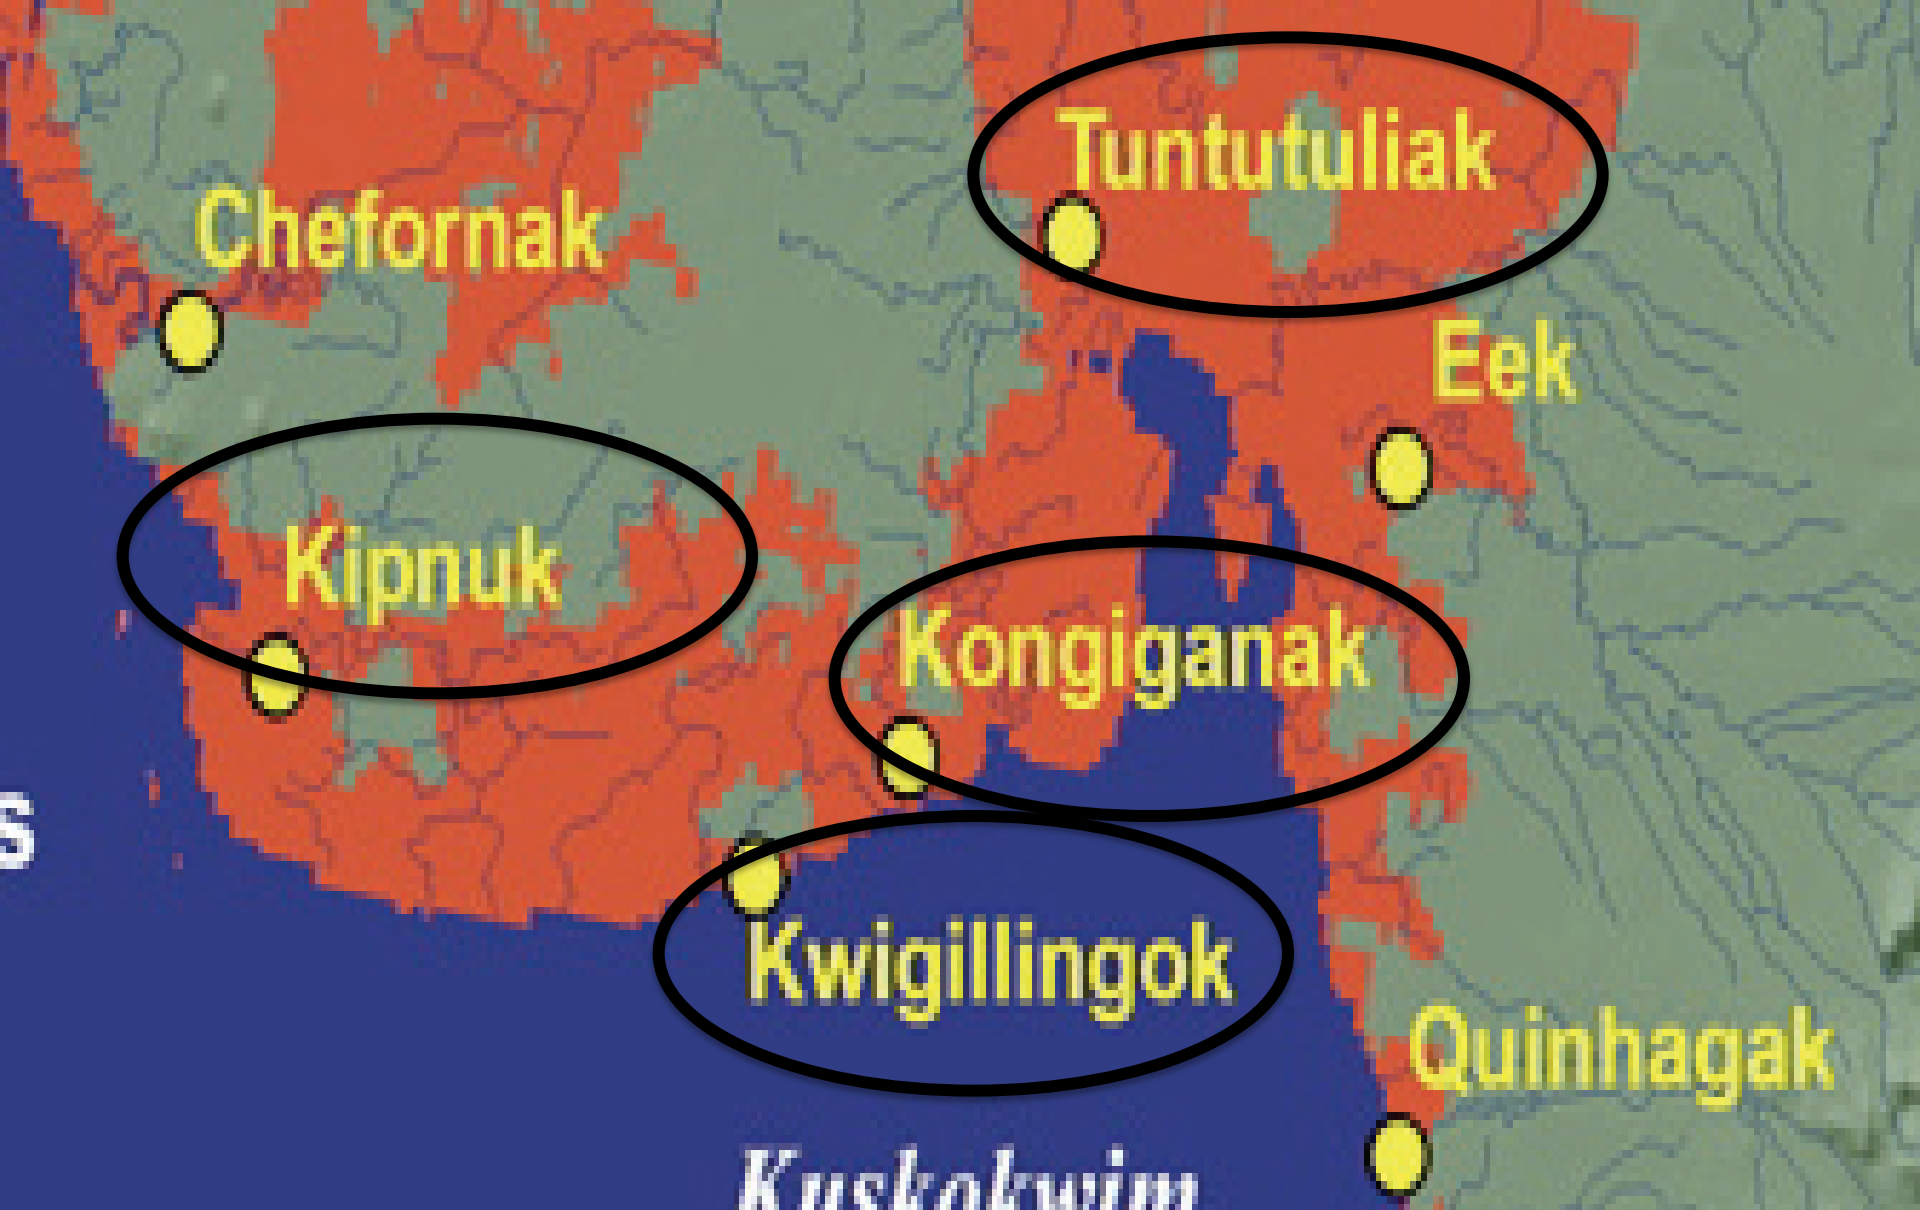 Tuntutuliak
Chefornak
Eek
Kipnuk
Kongiganak
s
Kwigillingok
Quinhagak
Kuskokwim